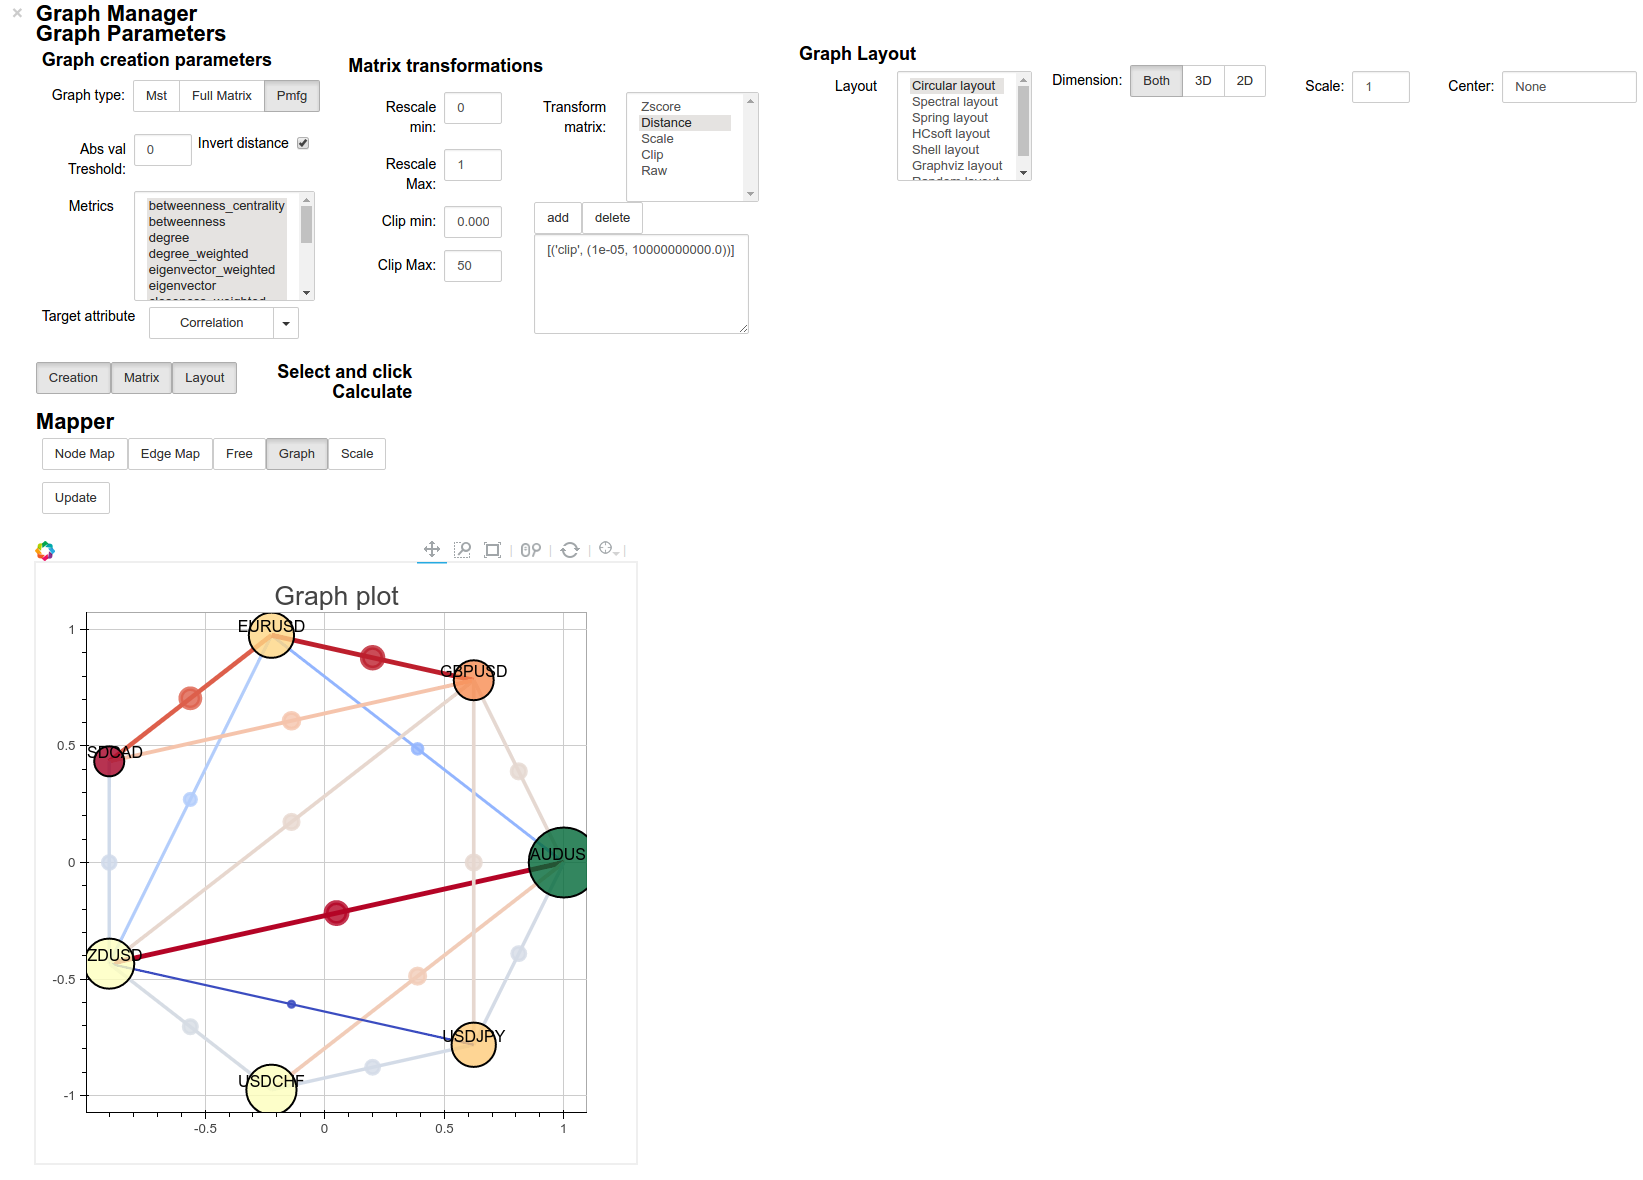 ×
Graph Manager
Graph Parameters
Graph creation parameters
Graph type:
Mst
Full Matrix
Pmfg
Abs val
Treshold:
0
Invert distance
Metrics
betweenness_centrality
betweenness
degree
degree_weighted
eigenvector_weighted
eigenvector
closeness_weighted
Target attribute
Correlation
Matrix transformations
Rescale
min:
0
Rescale
Max:
1
Clip min:
0.000
Clip Max:
50
Transform
matrix:
Zscore
Distance
Scale
Clip
Raw
add
delete
[('clip', (1e-05, 10000000000.0))]
Graph Layout
Layout
Circular layout
Spectral layout
Spring layout
HCsoft layout
Shell layout
Graphviz layout
Random layout
Dimension:
Both
3D
2D
Scale:
1
Center:
None
Creation
Matrix
Layout
Select and click
Calculate
Mapper
Node Map
Edge Map
Free
Graph
Scale
Update
Graph plot
EURUSD
GBPUSD
SDCAD
AUDUS
ZDUSD
USDJPY
USDCHF
1
0.5
0
-0.5
-1
-0.5
0
0.5
1